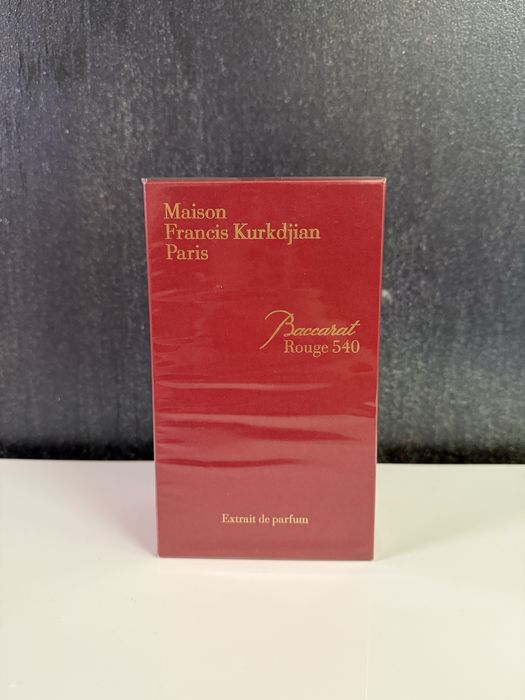 Maison
Francis Kurkdjian
Paris
Baccarat
Rouge 540
Extrait de parfum